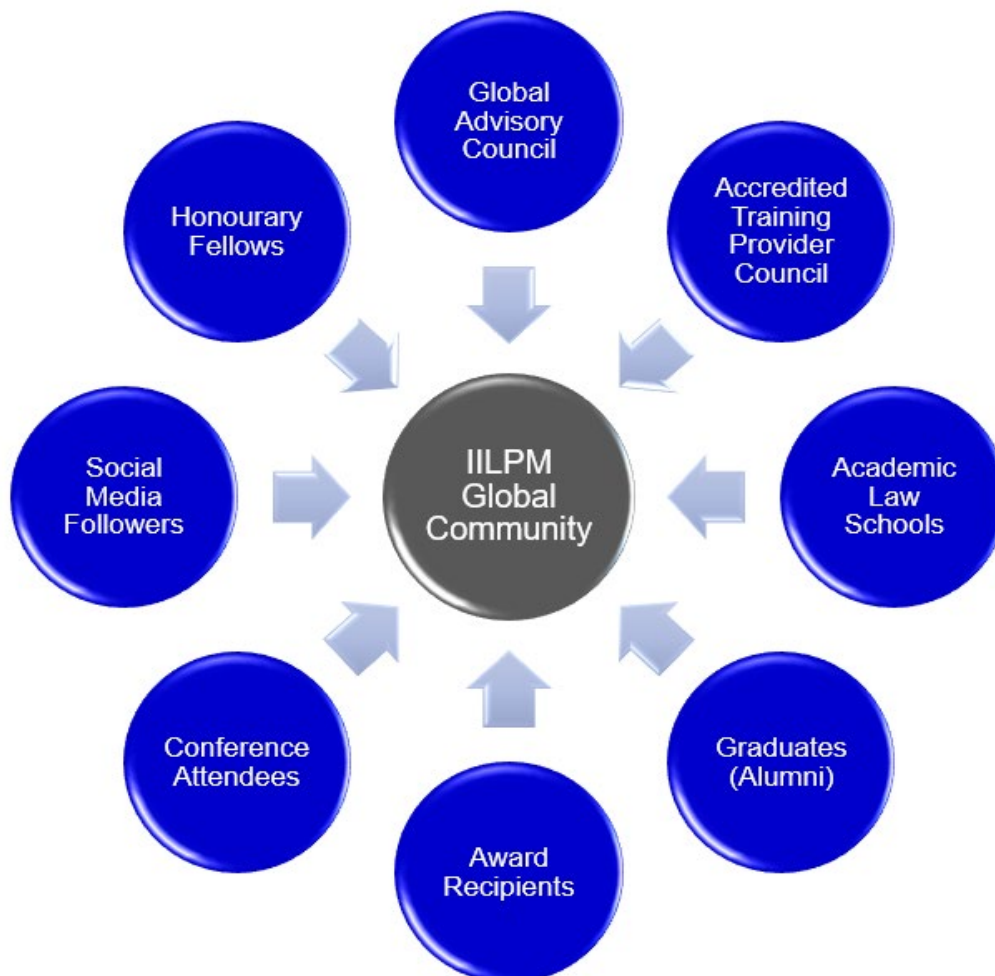 Global
Advisory
Council
Accredited
Training
Provider
Council
Academic
Law
Schools
Graduates
(Alumni)
Award
Recipients
Conference
Attendees
Social
Media
Followers
Honourary
Fellows
IILPM
Global
Community